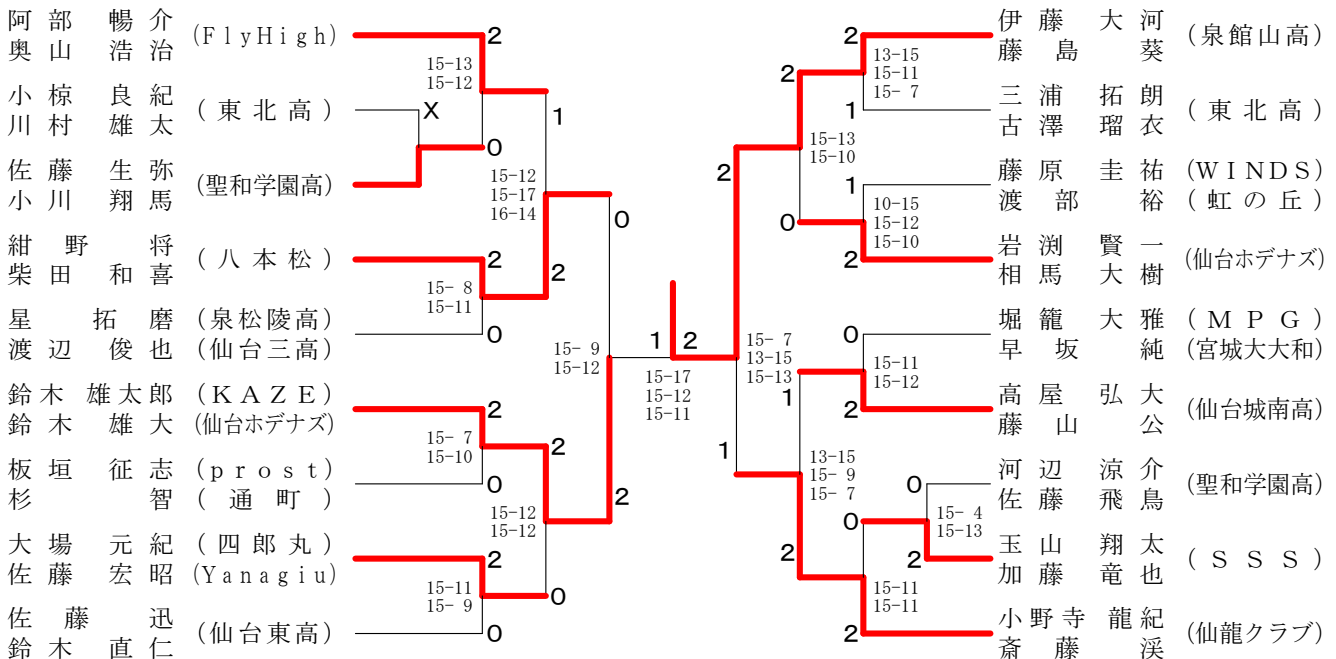 阿部 暢介
奥山 浩治
(FlyHigh)
2
15-13
15-12
小椋 良紀
川村 雄太
(東北高)
X
1
0
佐藤 生弥
小川 翔馬
(聖和学園高)
15-12
15-17
16-14
0
紺野 将
柴田 和喜
(八本松)
2
2
15- 8
15-11
星 拓磨
渡辺 俊也
(泉松陵高)
(仙台三高)
0
15- 9
15-12
鈴木 雄太郎
鈴木 雄大
(KAZE)
(仙台ホデナズ)
2
15- 7
15-10
2
板垣 征志
杉 智
(prost)
(通町)
0
15-12
15-12
2
大場 元紀
佐藤 宏昭
(四郎丸)
(Yanagiu)
2
15-11
15- 9
0
佐藤 迅
鈴木 直仁
(仙台東高)
0
1 2
15-17
15-12
15-11
伊藤 大河
藤島 葵
(泉館山高)
2
13-15
15-11
15- 7
2
三浦 拓朗
古澤 瑠衣
(東北高)
1
15-13
15-10
2
藤原 圭祐
渡部 裕
(WINDS)
(虹の丘)
1
10-15
15-12
15-10
0
岩渕 賢一
相馬 大樹
(仙台ホデナズ)
2
15- 7
13-15
15-13
堀籠 大雅
早坂 純
(MPG)
(宮城大大和)
0
15-11
15-12
1
高屋 弘大
藤山 公
(仙台城南高)
2
1
13-15
15- 9
15- 7
河辺 涼介
佐藤 飛鳥
(聖和学園高)
0
15- 4
15-13
0
玉山 翔太
加藤 竜也
(SSS)
2
2
15-11
15-11
小野寺 龍紀
斎藤 渓
(仙龍クラブ)
2